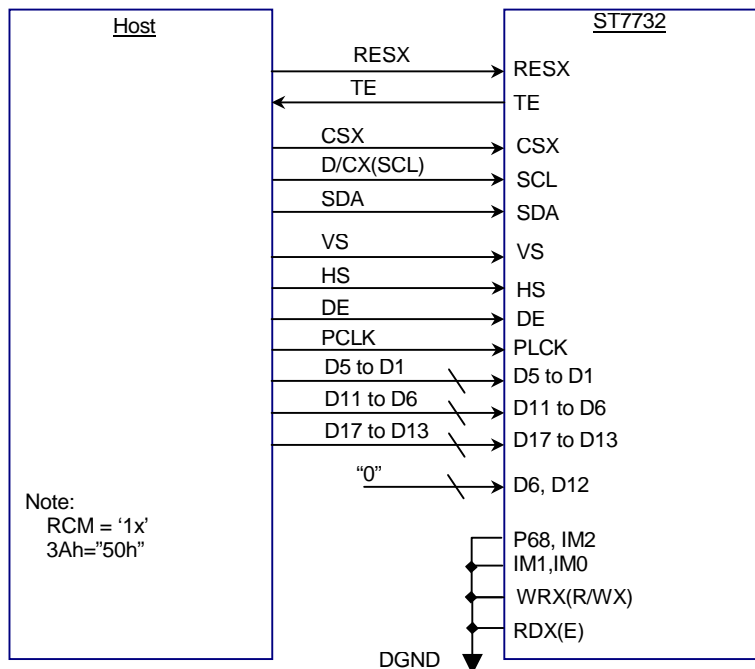 Host
ST7732
RESX
RESX
TE
TE
CSX
CSX
D/CX(SCL)
SCL
SDA
SDA
VS
VS
HS
HS
DE
DE
PCLK
PLCK
D5 to D1
D5 to D1
D11 to D6
D11 to D6
D17 to D13
D17 to D13
“0”
D6, D12
Note:
RCM = ‘1x’
3Ah=”50h”
P68, IM2
IM1,IM0
WRX(R/WX)
RDX(E)
DGND